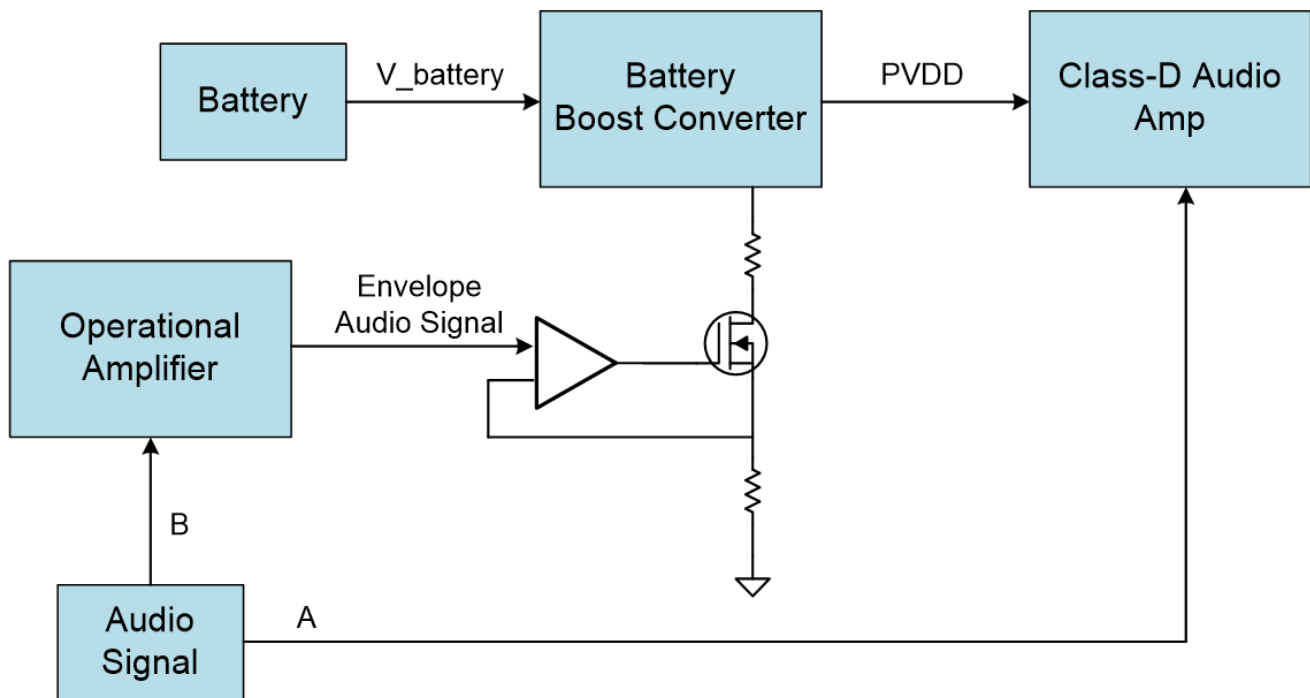 Battery
V_battery
Battery
Boost Converter
PVDD
Class-D Audio
Amp
Operational
Amplifier
Envelope
Audio Signal
B
Audio
Signal
A